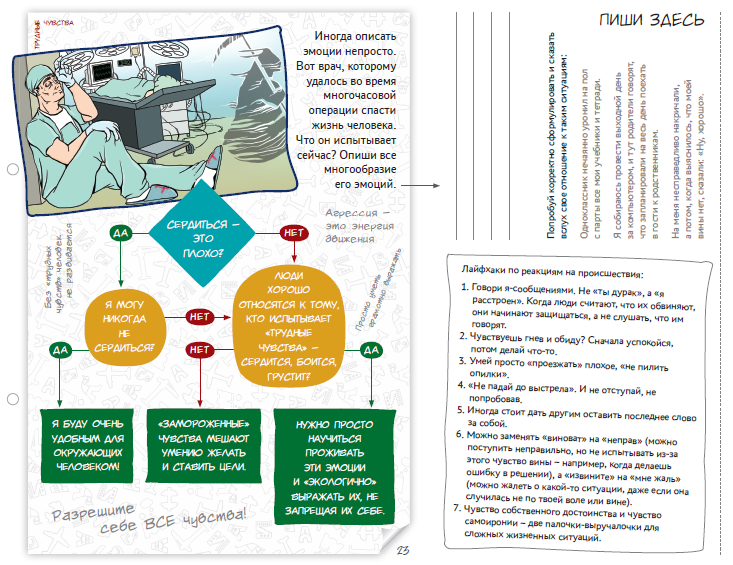 ТРУДНЫЕ ЧУВСТВА
Иногда описать
эмоции непросто.
Вот врач, которому
удалось во время
многочасовой
операции спасти
жизнь человека.
Что он испытывает
сейчас? Опиши все
многообразие
его эмоций.
СЕРДИТЬСЯ –
ЭТО
ПЛОХО?
ДА
НЕТ
Агрессия –
это энергия
движения
Без «трудных
чувств» человек
не развивается
Просто учись
грамотно выражать
Я МОГУ
НИКОГДА
НЕ
СЕРДИТЬСЯ?
НЕТ
ЛЮДИ
ХОРОШО
ОТНОСЯТСЯ К ТОМУ,
КТО ИСПЫТЫВАЕТ
«ТРУДНЫЕ
ЧУВСТВА» –
СЕРДИТСЯ, БОИТСЯ,
ГРУСТИТ?
ДА
НЕТ
ДА
Я БУДУ ОЧЕНЬ
УДОБНЫМ ДЛЯ
ОКРУЖАЮЩИХ
ЧЕЛОВЕКОМ!
«ЗАМОРОЖЕННЫЕ»
ЧУВСТВА МЕШАЮТ
УМЕНИЮ ЖЕЛАТЬ
И СТАВИТЬ ЦЕЛИ.
НУЖНО ПРОСТО
НАУЧИТЬСЯ
ПРОЖИВАТЬ
ЭТИ ЭМОЦИИ
И «ЭКОЛОГИЧНО»
ВЫРАЖАТЬ ИХ, НЕ
ЗАПРЕЩАЯ ИХ СЕБЕ.
Разрешите
себе ВСЕ чувства!
23
ПИШИ ЗДЕСЬ
Попробуй корректно сформулировать и сказать
вслух свое отношение к таким ситуациям:
Одноклассник нечаянно уронил на пол
с парты все мои учебники и тетради.
Я собираюсь провести выходной день
за компьютером, и тут родители говорят,
что запланировали на весь день поехать
в гости к родственникам.
На меня несправедливо накричали,
а потом, когда выяснилось, что моей
вины нет, сказали: «Ну, хорошо».
Лайфхаки по реакциям на происшествия:
1. Говори я-сообщениями. Не «ты дурак», а «я
расстроен». Когда люди считают, что их обвиняют,
они начинают защищаться, а не слушать, что им
говорят.
2. Чувствуешь гнев и обиду? Сначала успокойся,
потом делай что-то.
3. Умей просто «проезжать» плохое, «не пилить
опилки».
4. «Не падай до выстрела». И не отступай, не
попробовав.
5. Иногда стоит дать другим оставить последнее слово
за собой.
6. Можно заменять «виноват» на «неправ» (можно
поступить неправильно, но не испытывать из-за
этого чувство вины – например, когда делаешь
ошибку в решении), а «извините» на «мне жаль»
(можно жалеть о какой-то ситуации, даже если она
случилась не по твоей воле или вине).
7. Чувство собственного достоинства и чувство
самоиронии – две палочки-выручалочки для
сложных жизненных ситуаций.